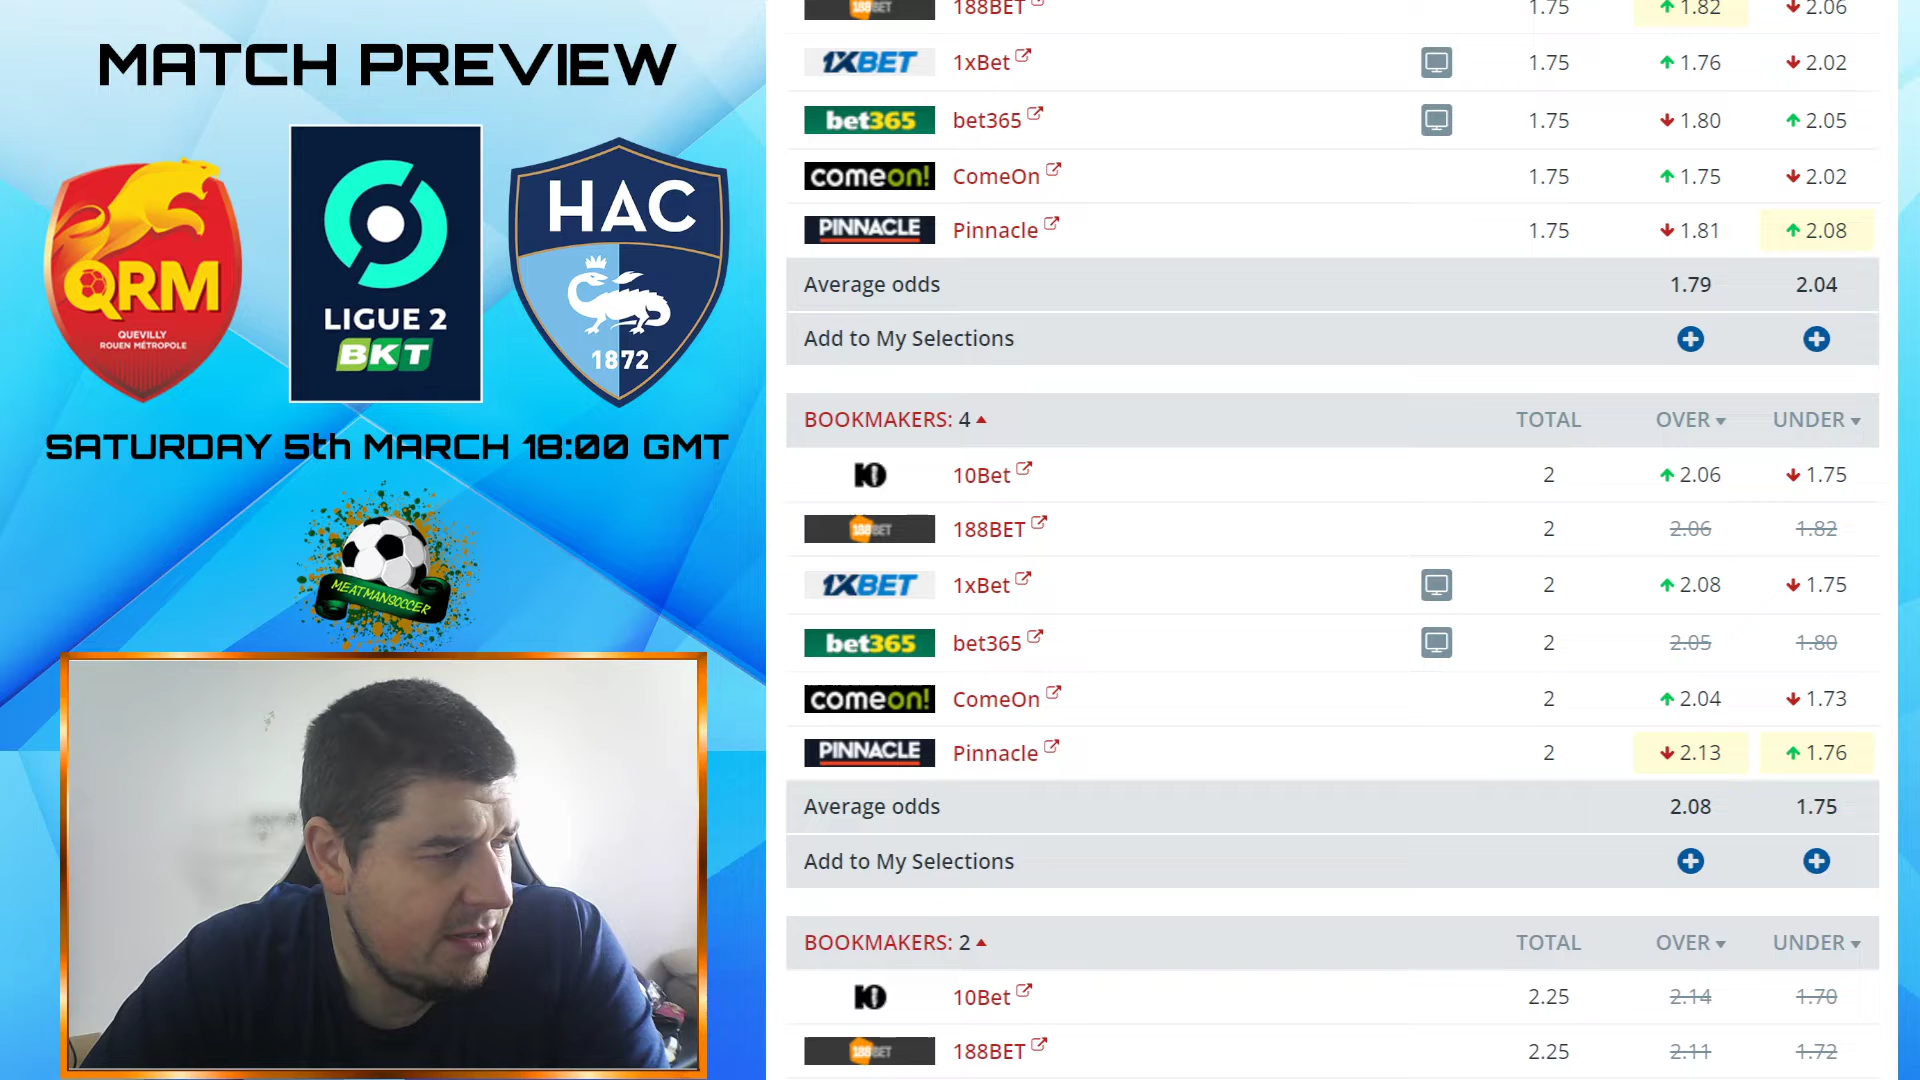 MATCH PREVIEW
QRM
QUEVILLY
ROUEN MÉTROPOLE
LIGUE 2
BKT
HAC
1872
SATURDAY 5th MARCH 18:00 GMT
MEATMANSOCCER
188BET 188BET 1.75 1.82 2.06
1XBET 1xBet 1.75 1.76 2.02
bet365 bet365 1.75 1.80 2.05
comeon! ComeOn 1.75 1.75 2.02
PINNACLE Pinnacle 1.75 1.81 2.08
Average odds 1.79 2.04
Add to My Selections
BOOKMAKERS: 4 TOTAL OVER UNDER
10 10Bet 2 2.06 1.75
188BET 188BET 2 2.06 1.82
1XBET 1xBet 2 2.08 1.75
bet365 bet365 2 2.05 1.80
comeon! ComeOn 2 2.04 1.73
PINNACLE Pinnacle 2 2.13 1.76
Average odds 2.08 1.75
Add to My Selections
BOOKMAKERS: 2 TOTAL OVER UNDER
10 10Bet 2.25 2.14 1.70
188BET 188BET 2.25 2.11 1.72